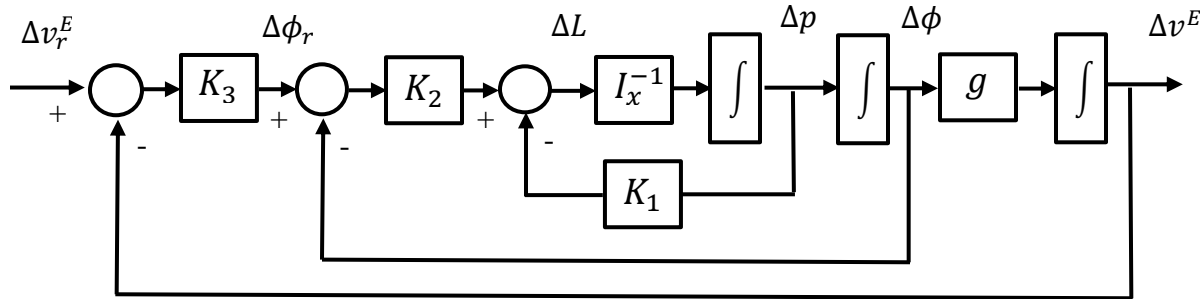 Δv_r^E
Δϕ_r
ΔL
Δp
Δϕ
Δv^E
K_3
K_2
I_x^{-1}
∫
∫
g
∫
+
+
+
-
-
-
K_1